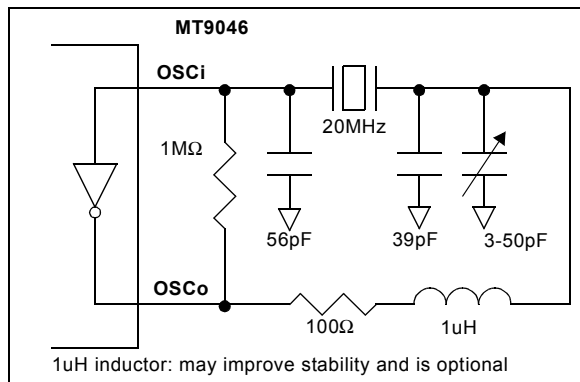 MT9046
OSCi
20MHz
1MΩ
56pF
39pF
3-50pF
OSCo
100Ω
1uH
1uH inductor: may improve stability and is optional